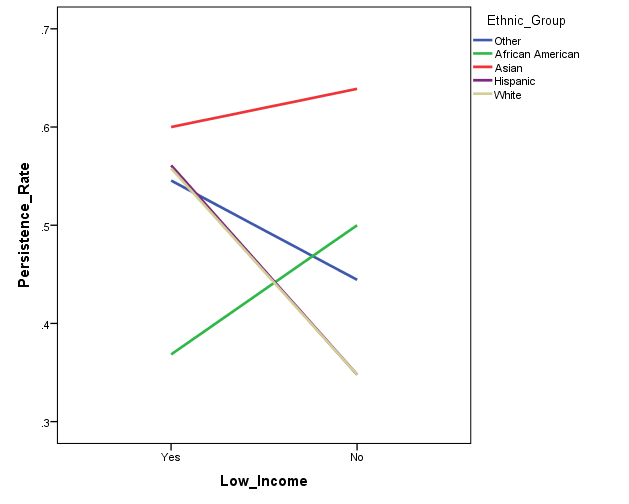 Ethnic_Group
Other
African American
Asian
Hispanic
White
Persistence_Rate
.7
.6
.5
.4
.3
Yes
No
Low_Income